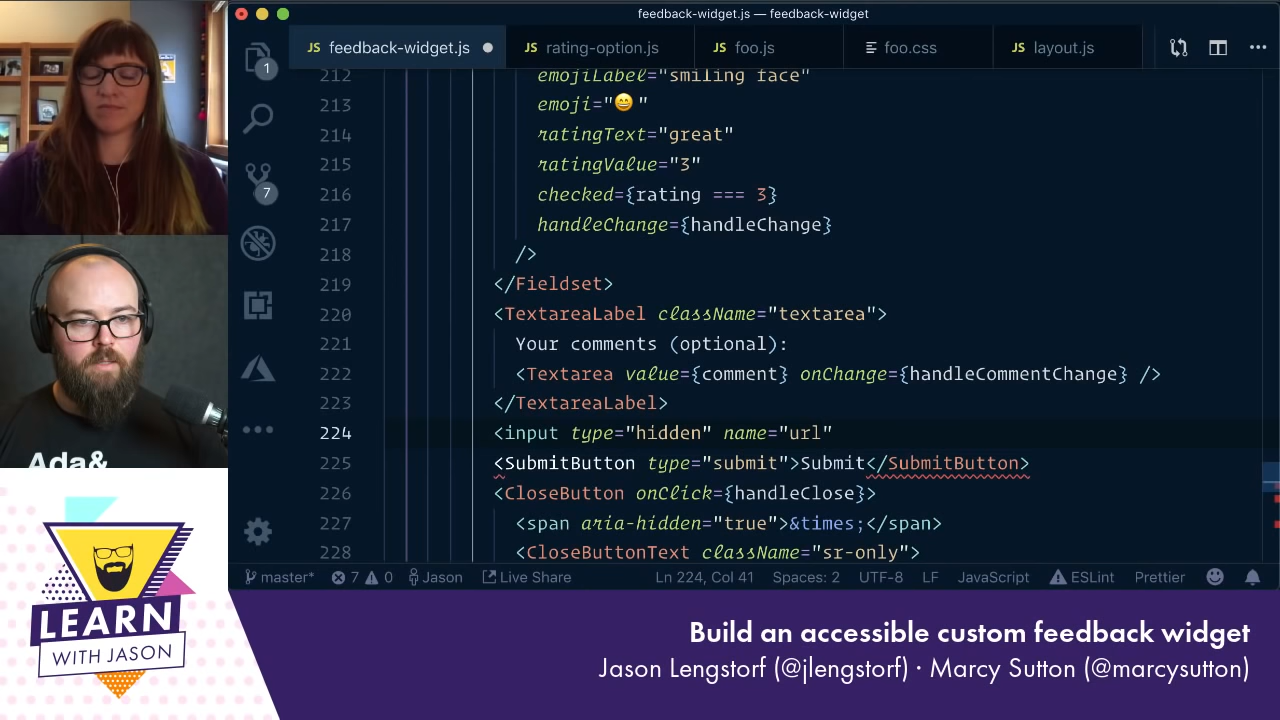 feedback-widget.js — feedback-widget
JS feedback-widget.js
JS rating-option.js
JS foo.js
foo.css
JS layout.js
1
7
212 emojiLabel="smiling face"
213 emoji="😄 "
214 ratingText="great"
215 ratingValue="3"
216 checked={rating === 3}
217 handleChange={handleChange}
218 />
219 </Fieldset>
220 <TextareaLabel className="textarea">
221 Your comments (optional):
222 <Textarea value={comment} onChange={handleCommentChange} />
223 </TextareaLabel>
224 <input type="hidden" name="url"
225 <SubmitButton type="submit">Submit</SubmitButton>
226 <CloseButton onClick={handleClose}>
227 <span aria-hidden="true">&times;</span>
228 <CloseButtonText className="sr-only">
master* 7 0 Jason Live Share Ln 224, Col 41 Spaces: 2 UTF-8 LF JavaScript ESLint Prettier
Ada&
LEARN
WITH JASON
Build an accessible custom feedback widget
Jason Lengstorf (@jlengstorf) · Marcy Sutton (@marcysutton)